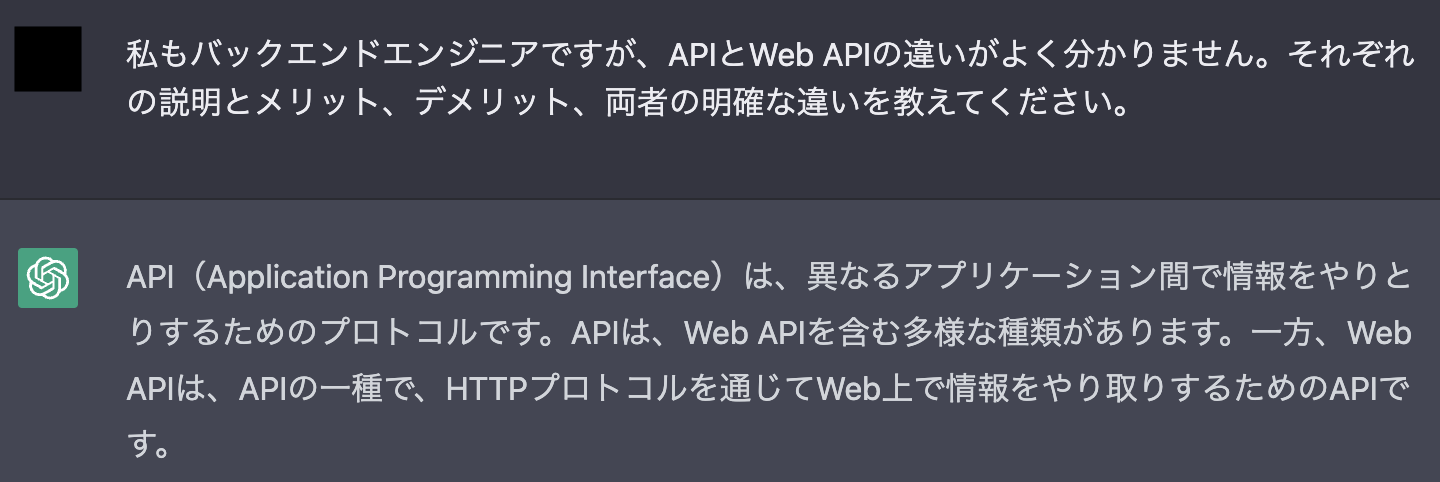 私もバックエンドエンジニアですが、APIとWeb APIの違いがよく分かりません。それぞれ
の説明とメリット、デメリット、両者の明確な違いを教えてください。
API（Application Programming Interface）は、異なるアプリケーション間で情報をやりと
りするためのプロトコルです。APIは、Web APIを含む多様な種類があります。一方、Web
APIは、APIの一種で、HTTPプロトコルを通じてWeb上で情報をやり取りするためのAPIで
す。